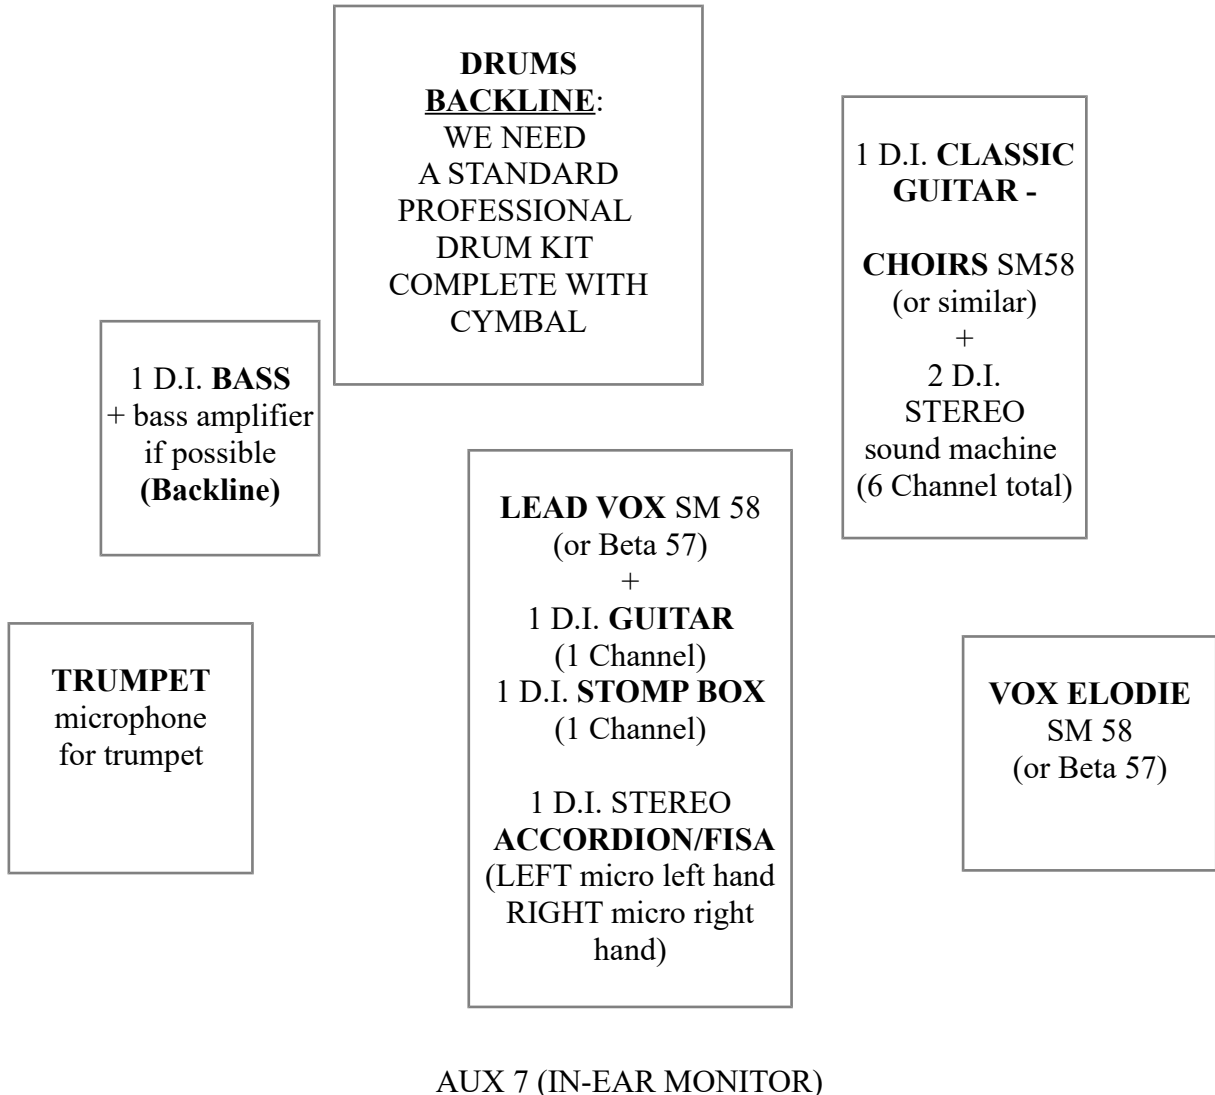 DRUMS
BACKLINE:
WE NEED
A STANDARD
PROFESSIONAL
DRUM KIT
COMPLETE WITH
CYMBAL
1 D.I. CLASSIC
GUITAR -
CHOIRS SM58
(or similar)
+
2 D.I.
STEREO
sound machine
(6 Channel total)
1 D.I. BASS
+ bass amplifier
if possible
(Backline)
LEAD VOX SM 58
(or Beta 57)
+
1 D.I. GUITAR
(1 Channel)
1 D.I. STOMP BOX
(1 Channel)
1 D.I. STEREO
ACCORDION/FISA
(LEFT micro left hand
RIGHT micro right
hand)
TRUMPET
microphone
for trumpet
VOX ELODIE
SM 58
(or Beta 57)
AUX 7 (IN-EAR MONITOR)